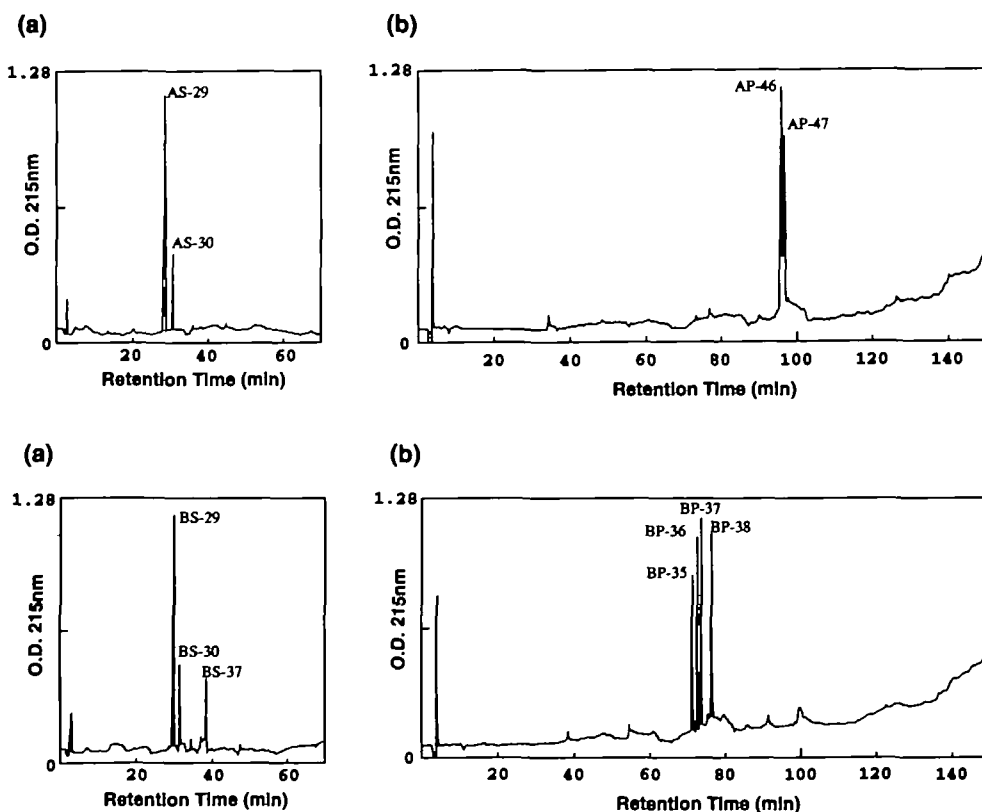 (a)
1.28
O.D. 215nm
0
AS-29
AS-30
20 40 60
Retention Time (min)
(b)
1.28
O.D. 215nm
0
AP-46
AP-47
20 40 60 80 100 120 140
Retention Time (min)
(a)
1.28
O.D. 215nm
0
BS-29
BS-30
BS-37
20 40 60
Retention Time (min)
(b)
1.28
O.D. 215nm
0
BP-37
BP-36
BP-38
BP-35
20 40 60 80 100 120 140
Retention Time (min)